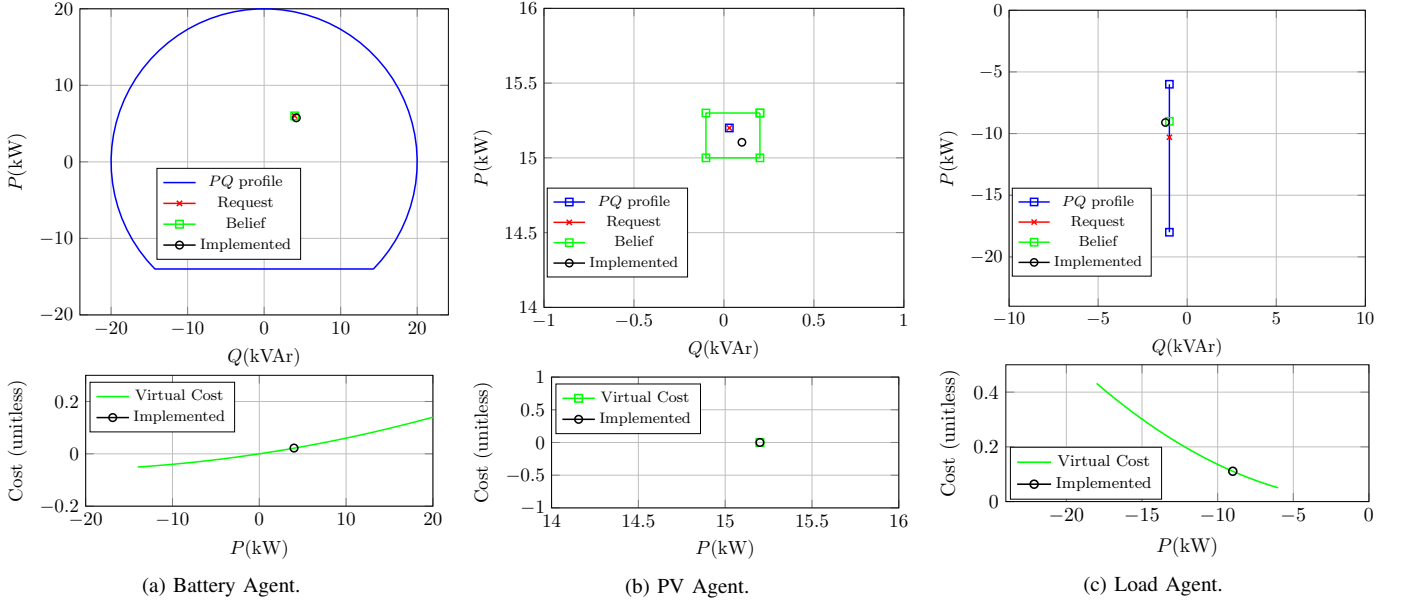 20
10
0
−10
−20
−20
−10
0
10
20
P(kW)
Q(kVAr)
PQ profile
Request
Belief
Implemented
0.2
0
−0.2
−20
−10
0
10
20
Cost (unitless)
P(kW)
Virtual Cost
Implemented
(a) Battery Agent.
16
15.5
15
14.5
14
−1
−0.5
0
0.5
1
P(kW)
Q(kVAr)
PQ profile
Request
Belief
Implemented
1
0.5
0
−0.5
−1
14
14.5
15
15.5
16
Cost (unitless)
P(kW)
Virtual Cost
Implemented
(b) PV Agent.
0
−5
−10
−15
−20
−10
−5
0
5
10
P(kW)
Q(kVAr)
PQ profile
Request
Belief
Implemented
0.4
0.2
0
−20
−15
−10
−5
0
Cost (unitless)
P(kW)
Virtual Cost
Implemented
(c) Load Agent.